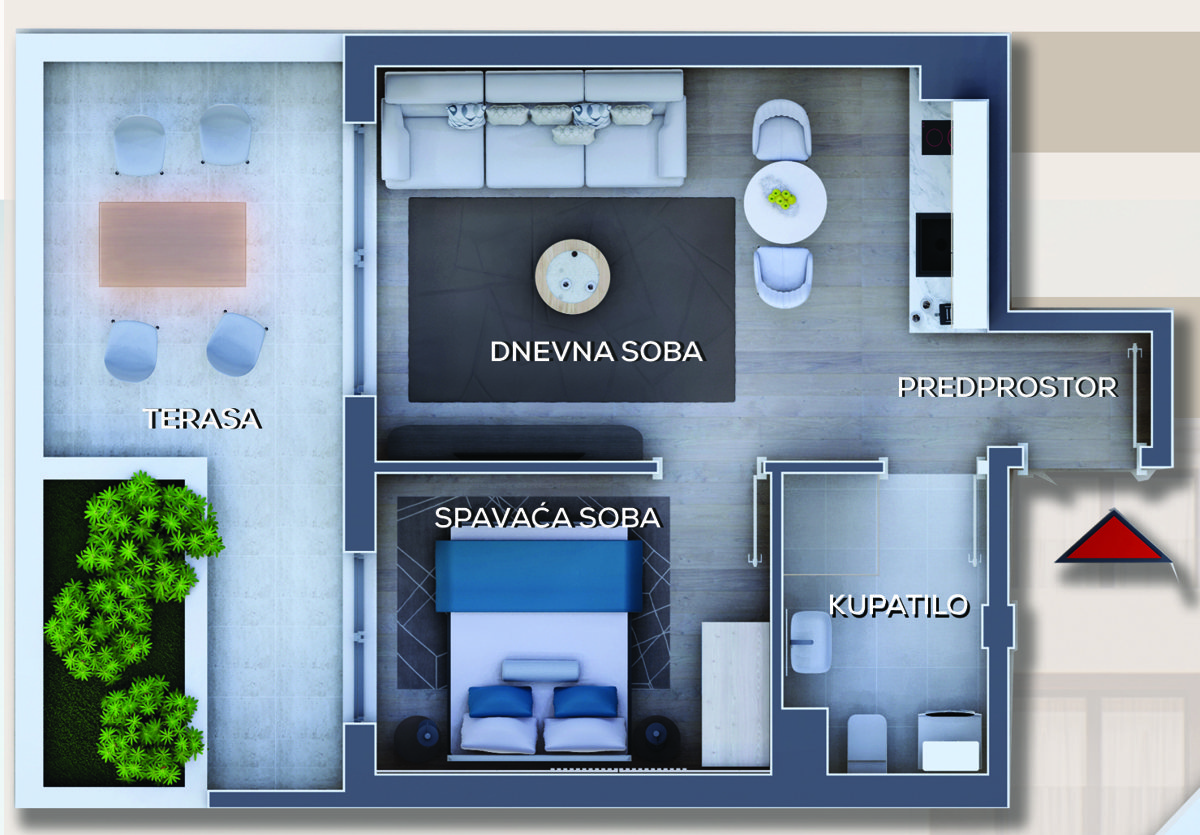 DNEVNA SOBA
PREDPROSTOR
TERASA
SPAVAĆA SOBA
KUPATILO